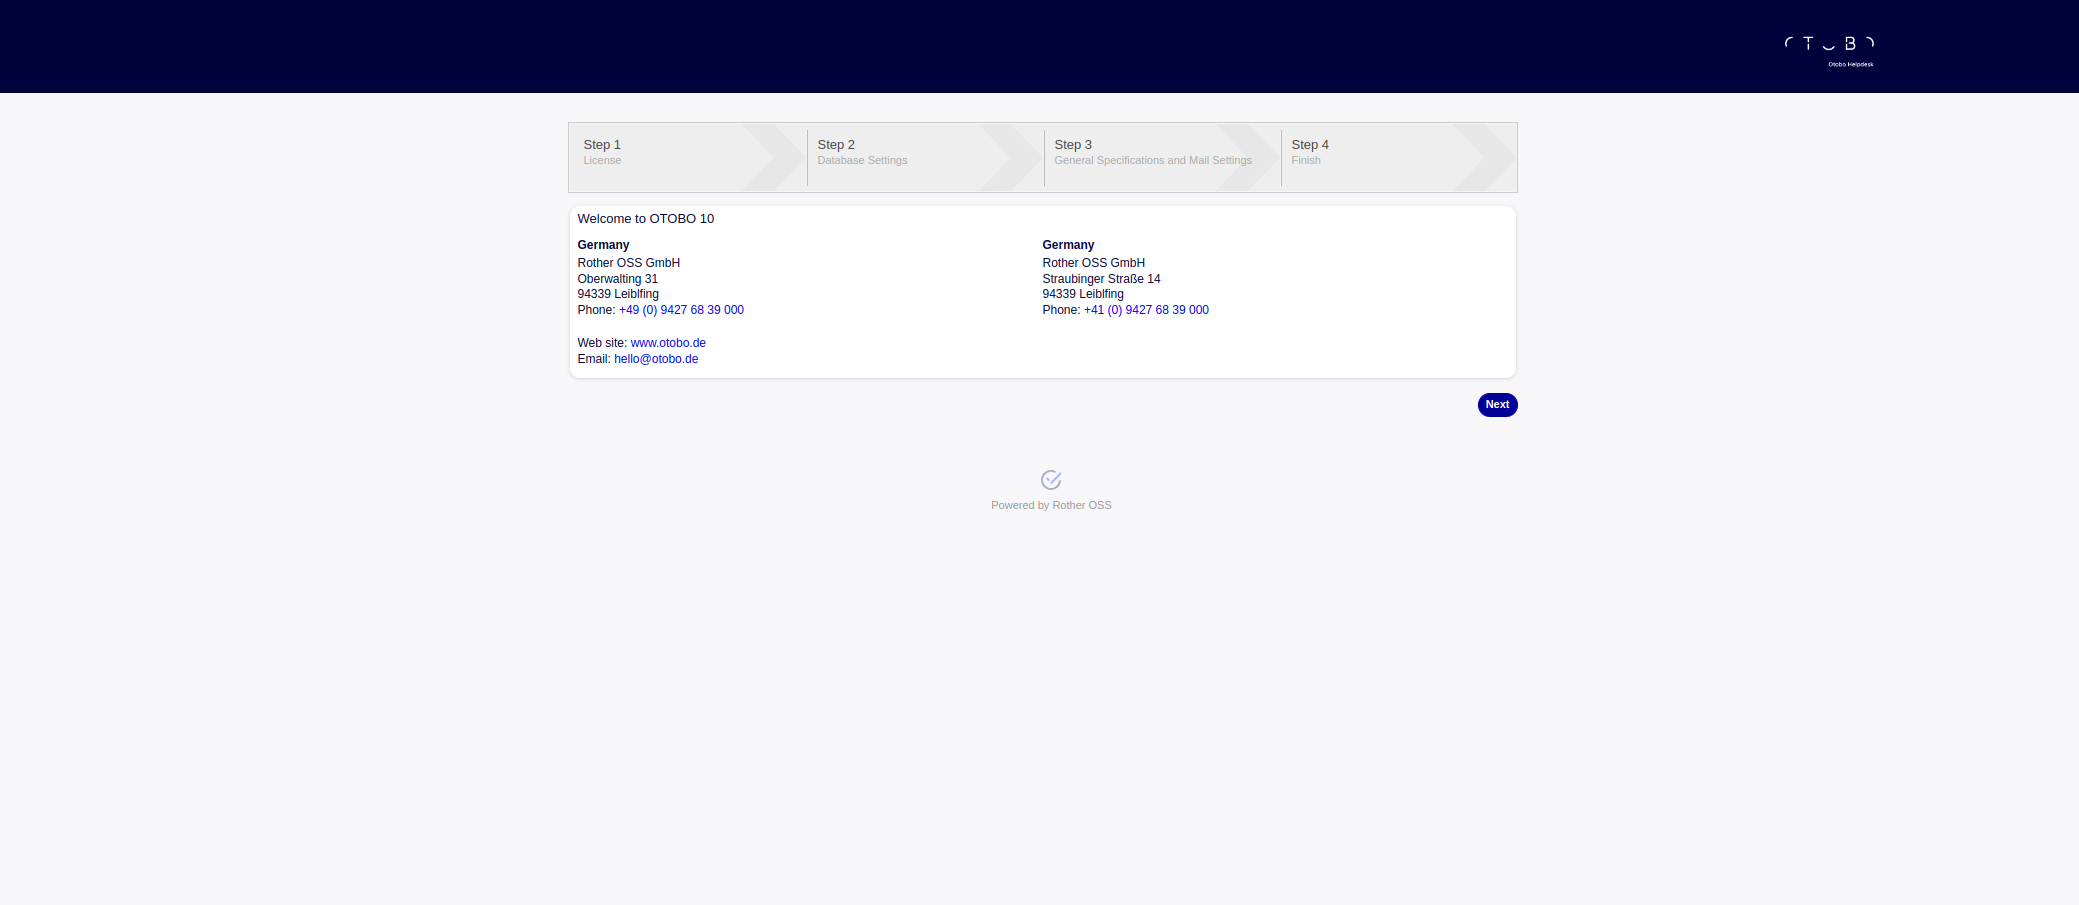 OTOBO
Otobo Helpdesk
Step 1
License
Step 2
Database Settings
Step 3
General Specifications and Mail Settings
Step 4
Finish
Welcome to OTOBO 10
Germany
Rother OSS GmbH
Oberwalting 31
94339 Leiblfing
Phone: +49 (0) 9427 68 39 000
Web site: www.otobo.de
Email: hello@otobo.de
Germany
Rother OSS GmbH
Straubinger Straße 14
94339 Leiblfing
Phone: +41 (0) 9427 68 39 000
Next
Powered by Rother OSS